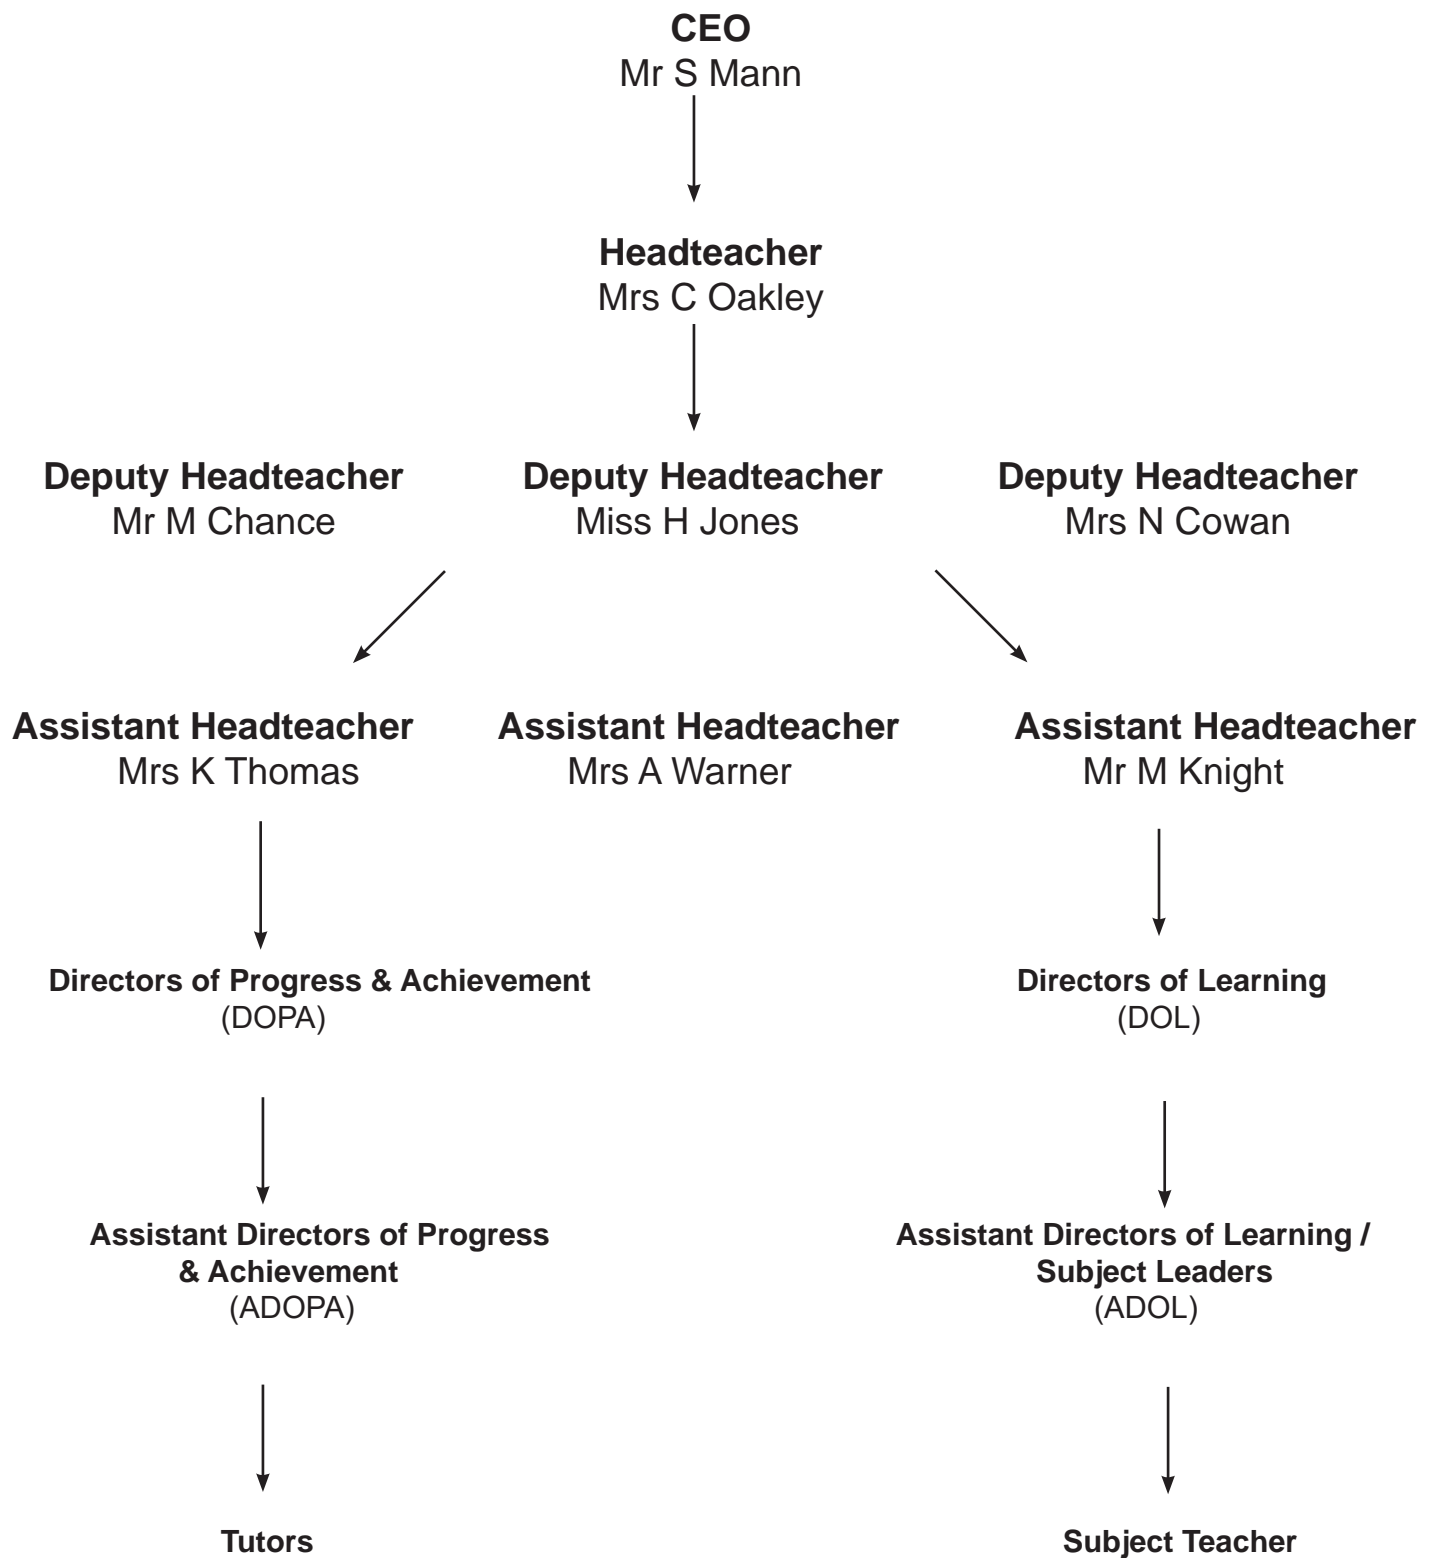 CEO
Mr S Mann
Headteacher
Mrs C Oakley
Deputy Headteacher
Mr M Chance
Deputy Headteacher
Miss H Jones
Deputy Headteacher
Mrs N Cowan
Assistant Headteacher
Mrs K Thomas
Assistant Headteacher
Mrs A Warner
Assistant Headteacher
Mr M Knight
Directors of Progress & Achievement
(DOPA)
Directors of Learning
(DOL)
Assistant Directors of Progress
& Achievement
(ADOPA)
Assistant Directors of Learning /
Subject Leaders
(ADOL)
Tutors
Subject Teacher